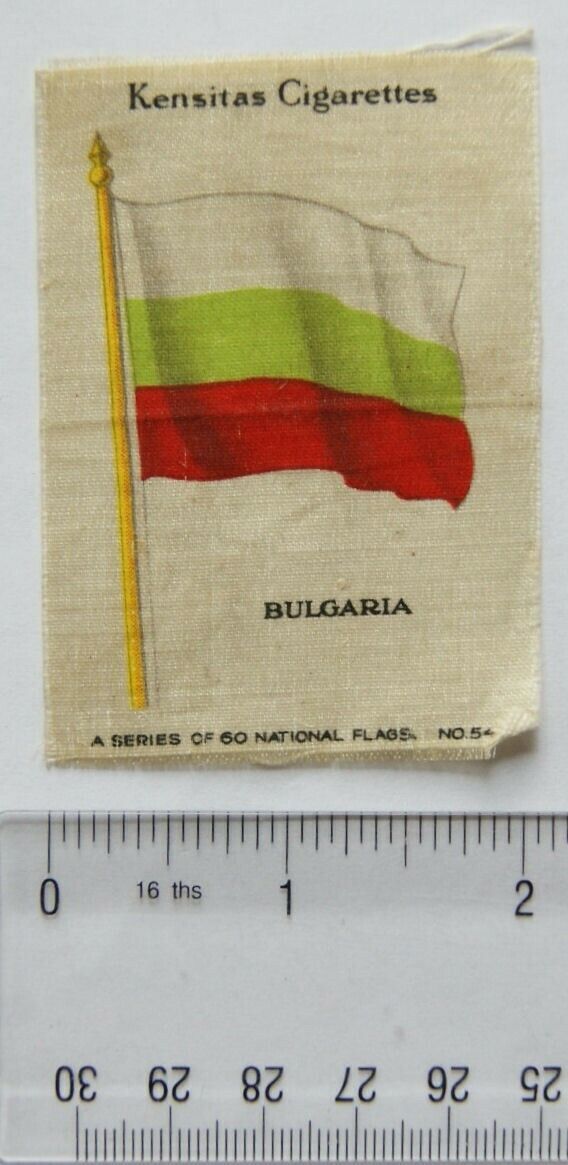 Kensitas Cigarettes
BULGARIA
A SERIES OF 60 NATIONAL FLAGS. NO.54
0 16 ths 1 2
30 29 28 27 26 25